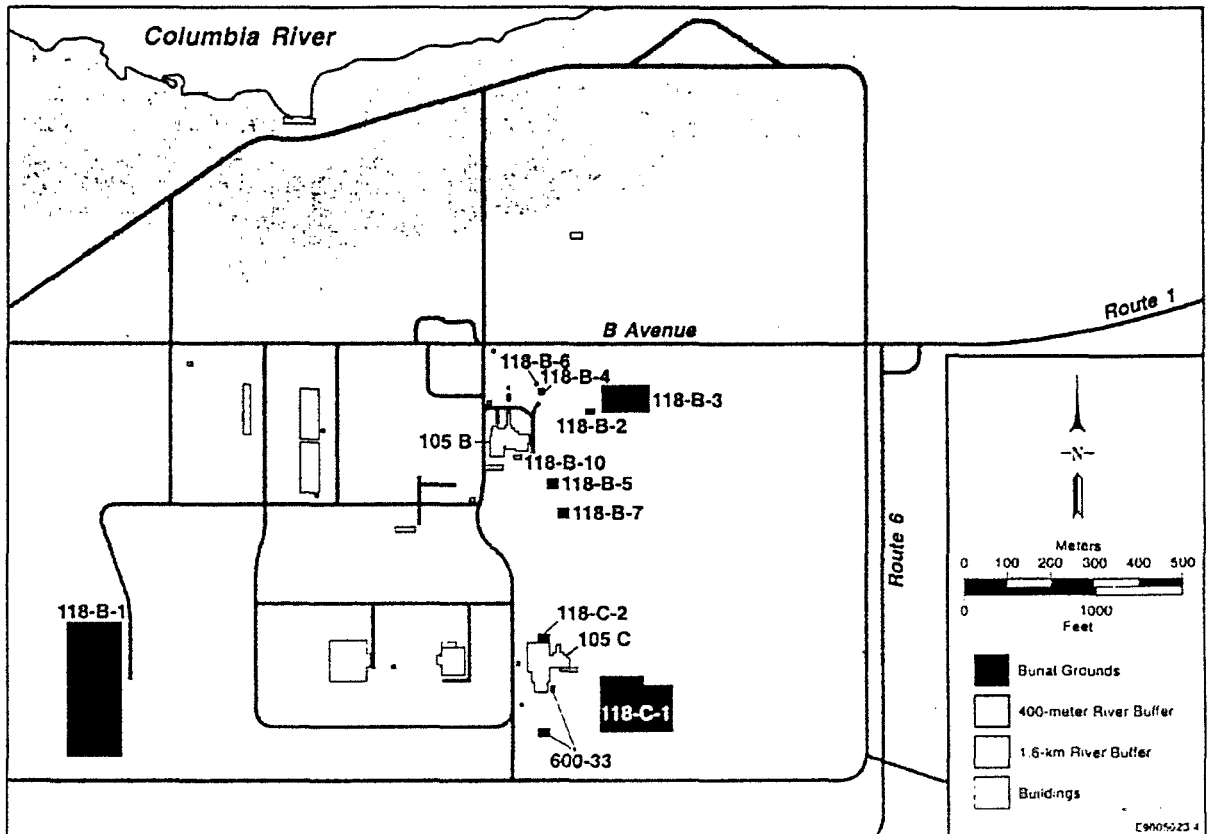 Columbia River
Route 1
B Avenue
118-B-6
118-B-4
118-B-3
118-B-2
105 B
118-B-10
118-B-5
118-B-7
Route 6
118-B-1
118-C-2
105 C
118-C-1
600-33
-N-
Meters
0 100 200 300 400 500
0 1000
Feet
Burial Grounds
400-meter River Buffer
1.6-km River Buffer
Buildings